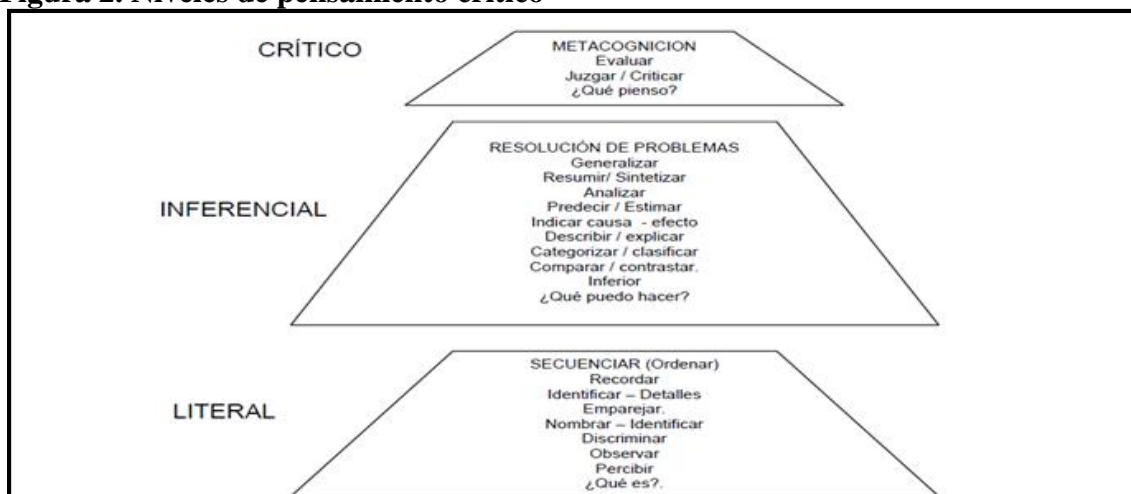 Figura 2. Niveles de pensamiento crítico
CRÍTICO
METACOGNICION
Evaluar
Juzgar / Criticar
¿Qué pienso?
INFERENCIAL
RESOLUCIÓN DE PROBLEMAS
Generalizar
Resumir/ Sintetizar
Analizar
Predecir / Estimar
Indicar causa - efecto
Describir / explicar
Categorizar / clasificar
Comparar / contrastar.
Inferior
¿Qué puedo hacer?
LITERAL
SECUENCIAR (Ordenar)
Recordar
Identificar – Detalles
Emparejar.
Nombrar – Identificar
Discriminar
Observar
Percibir
¿Qué es?.